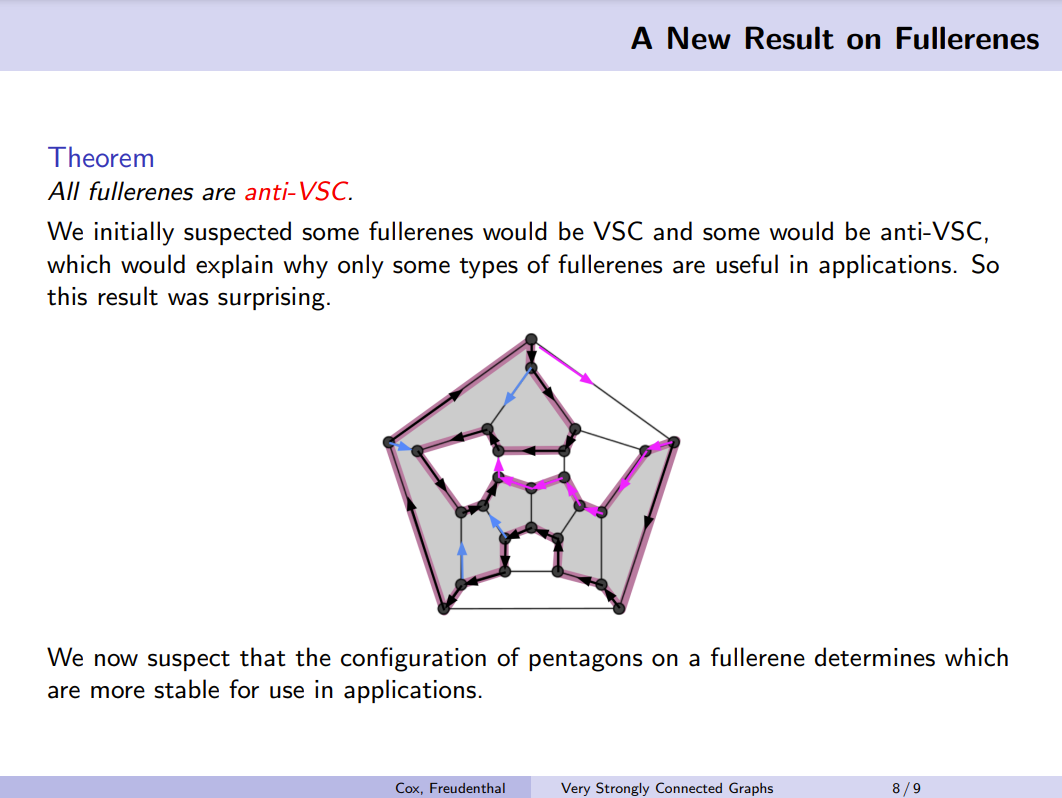 A New Result on Fullerenes
Theorem
All fullerenes are anti-VSC.
We initially suspected some fullerenes would be VSC and some would be anti-VSC,
which would explain why only some types of fullerenes are useful in applications. So
this result was surprising.
We now suspect that the configuration of pentagons on a fullerene determines which
are more stable for use in applications.
Cox, Freudenthal Very Strongly Connected Graphs 8 / 9